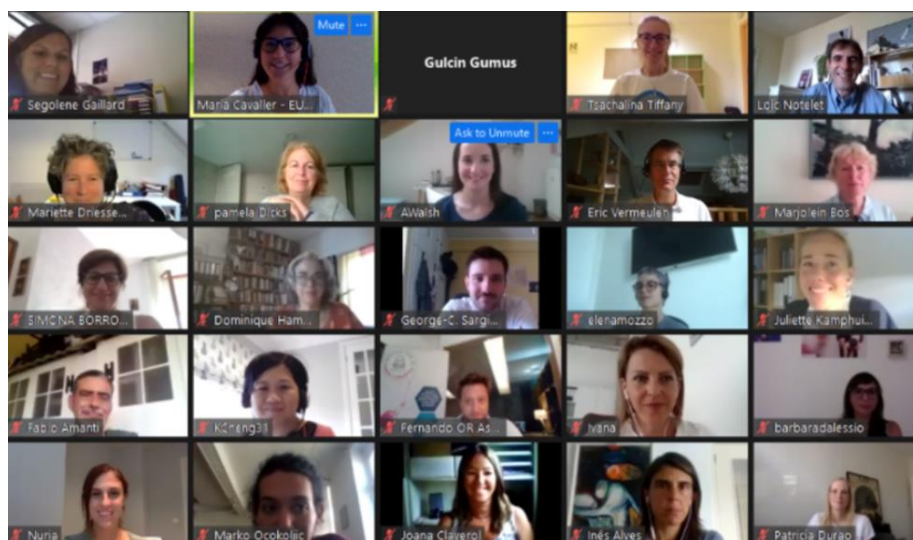 Mute ...
Segolene Gaillard
Maria Cavaller - EU...
Gulcin Gumus
Tsachalina Tiffany
Loic Notelet
Ask to Unmute ...
Mariette Driesse...
pamela Dicks
AWalsh
Eric Vermeulen
Marjolein Bos
SIMONA BORRO...
Dominique Ham...
George-C. Sargi...
elenamozzo
Juliette Kamphui...
Fabio Amanti
KCheng31
Fernando OR As...
Ivana
barbaradalessio
Nuria
Marko Ocokoljic
Joana Claverol
Inês Alves
Patricia Durao